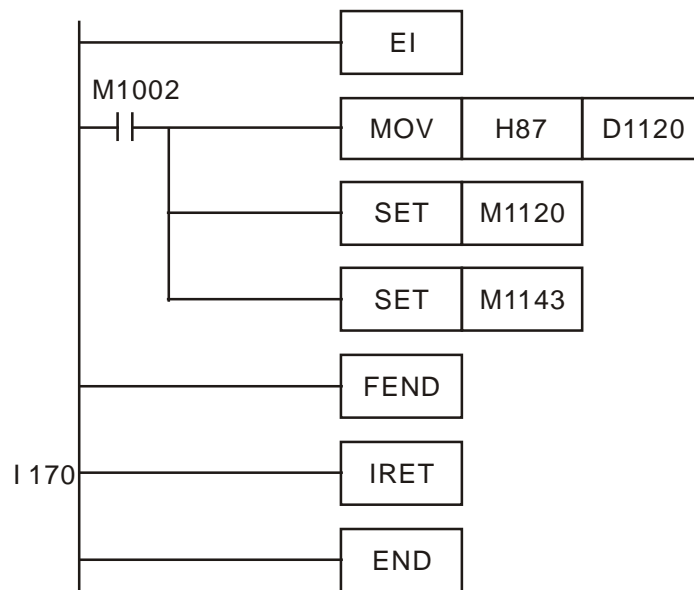 EI
M1002
MOV H87 D1120
SET M1120
SET M1143
FEND
I 170 IRET
END